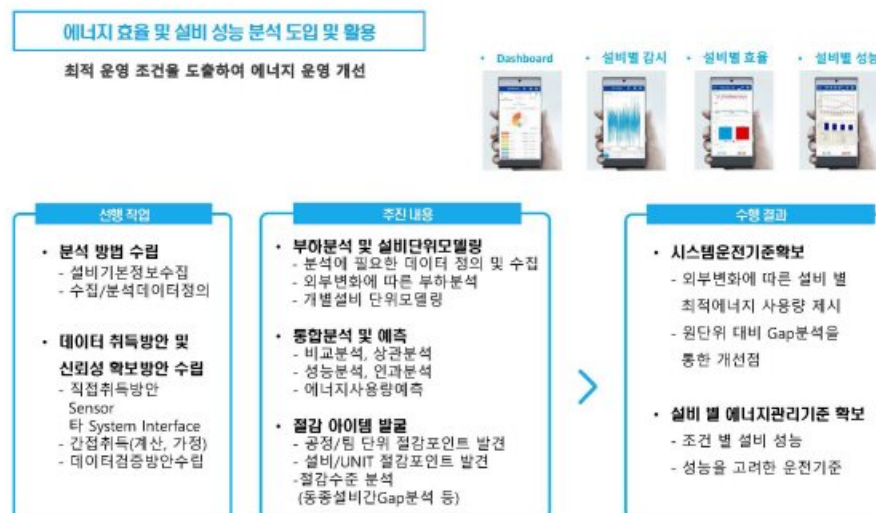 에너지 효율 및 설비 성능 분석 도입 및 활용
최적 운영 조건을 도출하여 에너지 운영 개선
• Dashboard
• 설비별 감시
• 설비별 효율
• 설비별 성능
선행 작업
• 분석 방법 수립
- 설비기본정보수집
- 수집/분석데이터정의
• 데이터 취득방안 및
신뢰성 확보방안 수립
- 직접취득방안
Sensor
타 System Interface
- 간접취득(계산, 가정)
- 데이터검증방안수립
추진 내용
• 부하분석 및 설비단위모델링
- 분석에 필요한 데이터 정의 및 수집
- 외부변화에 따른 부하분석
- 개별설비 단위모델링
• 통합분석 및 예측
- 비교분석, 상관분석
- 성능분석, 인과분석
- 에너지사용량예측
• 절감 아이템 발굴
- 공정/팀 단위 절감포인트 발견
- 설비/UNIT 절감포인트 발견
-절감수준 분석
(동종설비간Gap분석 등)
수행 결과
• 시스템운전기준확보
- 외부변화에 따른 설비 별
최적에너지 사용량 제시
- 원단위 대비 Gap분석을
통한 개선점
• 설비 별 에너지관리기준 확보
- 조건 별 설비 성능
- 성능을 고려한 운전기준